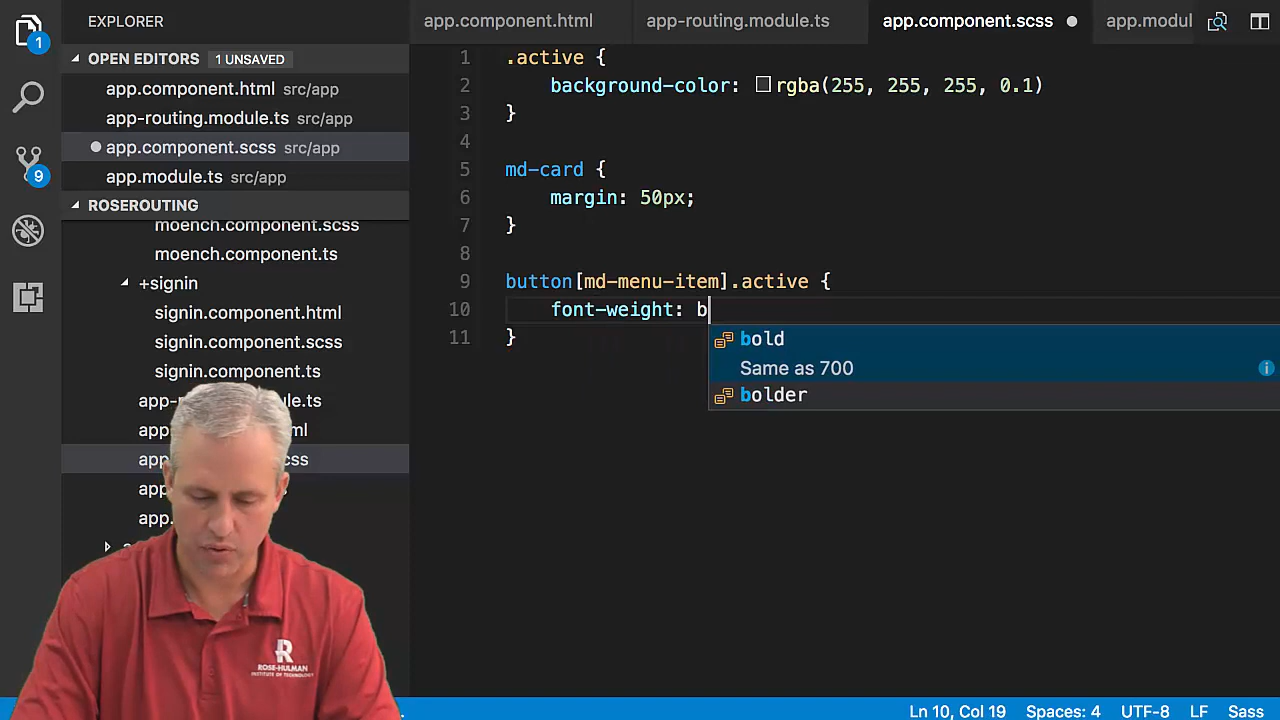 EXPLORER
app.component.html
app-routing.module.ts
app.component.scss
app.modul
1
OPEN EDITORS 1 UNSAVED
app.component.html src/app
app-routing.module.ts src/app
app.component.scss src/app
app.module.ts src/app
9
ROSEROUTING
moench.component.scss
moench.component.ts
+signin
signin.component.html
signin.component.scss
signin.component.ts
1 .active {
2 background-color: rgba(255, 255, 255, 0.1)
3 }
4
5 md-card {
6 margin: 50px;
7 }
8
9 button[md-menu-item].active {
10 font-weight: b
11 }
bold
Same as 700
bolder
ROSE-HULMAN
INSTITUTE OF TECHNOLOGY
Ln 10, Col 19 Spaces: 4 UTF-8 LF Sass